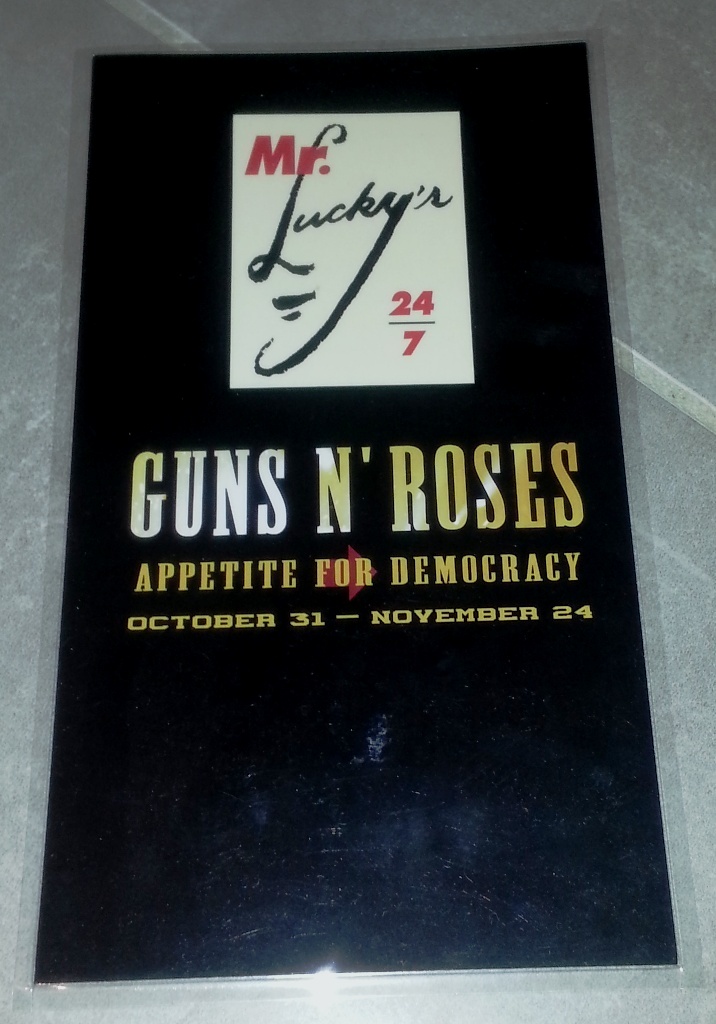 Mr.
Lucky's
24
7
GUNS N' ROSES
APPETITE FOR DEMOCRACY
OCTOBER 31 — NOVEMBER 24